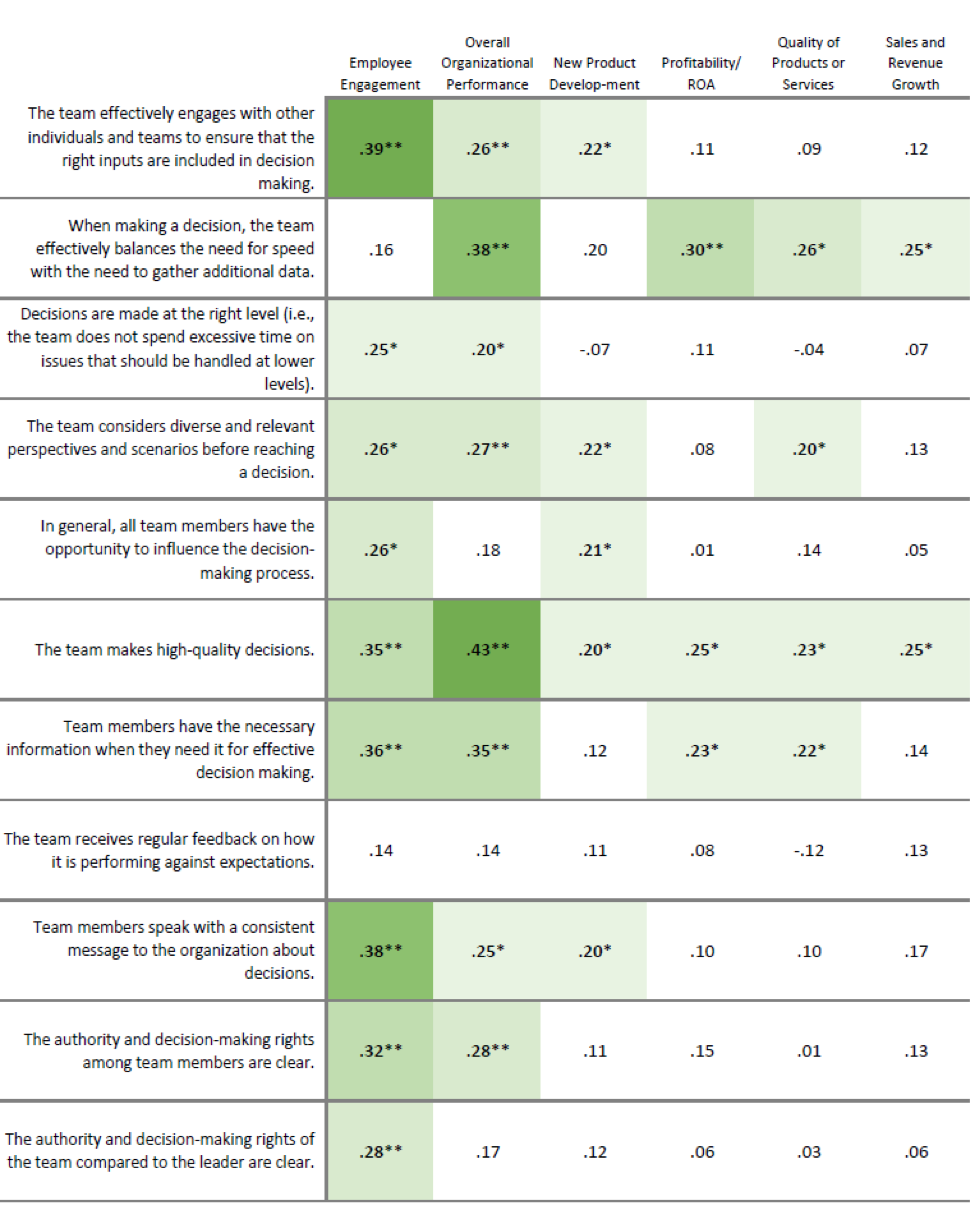 Overall
Quality of
Sales and
Employee
Organizational
New Product
Profitability/
Products or
Revenue
Engagement
Performance
Develop-ment
ROA
Services
Growth
The team effectively engages with other
individuals and teams to ensure that the
right inputs are included in decision
making.
.39** .26** .22* .11 .09 .12
When making a decision, the team
effectively balances the need for speed
with the need to gather additional data.
.16 .38** .20 .30** .26* .25*
Decisions are made at the right level (i.e.,
the team does not spend excessive time on
issues that should be handled at lower
levels).
.25* .20* -.07 .11 -.04 .07
The team considers diverse and relevant
perspectives and scenarios before reaching
a decision.
.26* .27** .22* .08 .20* .13
In general, all team members have the
opportunity to influence the decision-
making process.
.26* .18 .21* .01 .14 .05
The team makes high-quality decisions.
.35** .43** .20* .25* .23* .25*
Team members have the necessary
information when they need it for effective
decision making.
.36** .35** .12 .23* .22* .14
The team receives regular feedback on how
it is performing against expectations.
.14 .14 .11 .08 -.12 .13
Team members speak with a consistent
message to the organization about
decisions.
.38** .25* .20* .10 .10 .17
The authority and decision-making rights
among team members are clear.
.32** .28** .11 .15 .01 .13
The authority and decision-making rights of
the team compared to the leader are clear.
.28** .17 .12 .06 .03 .06